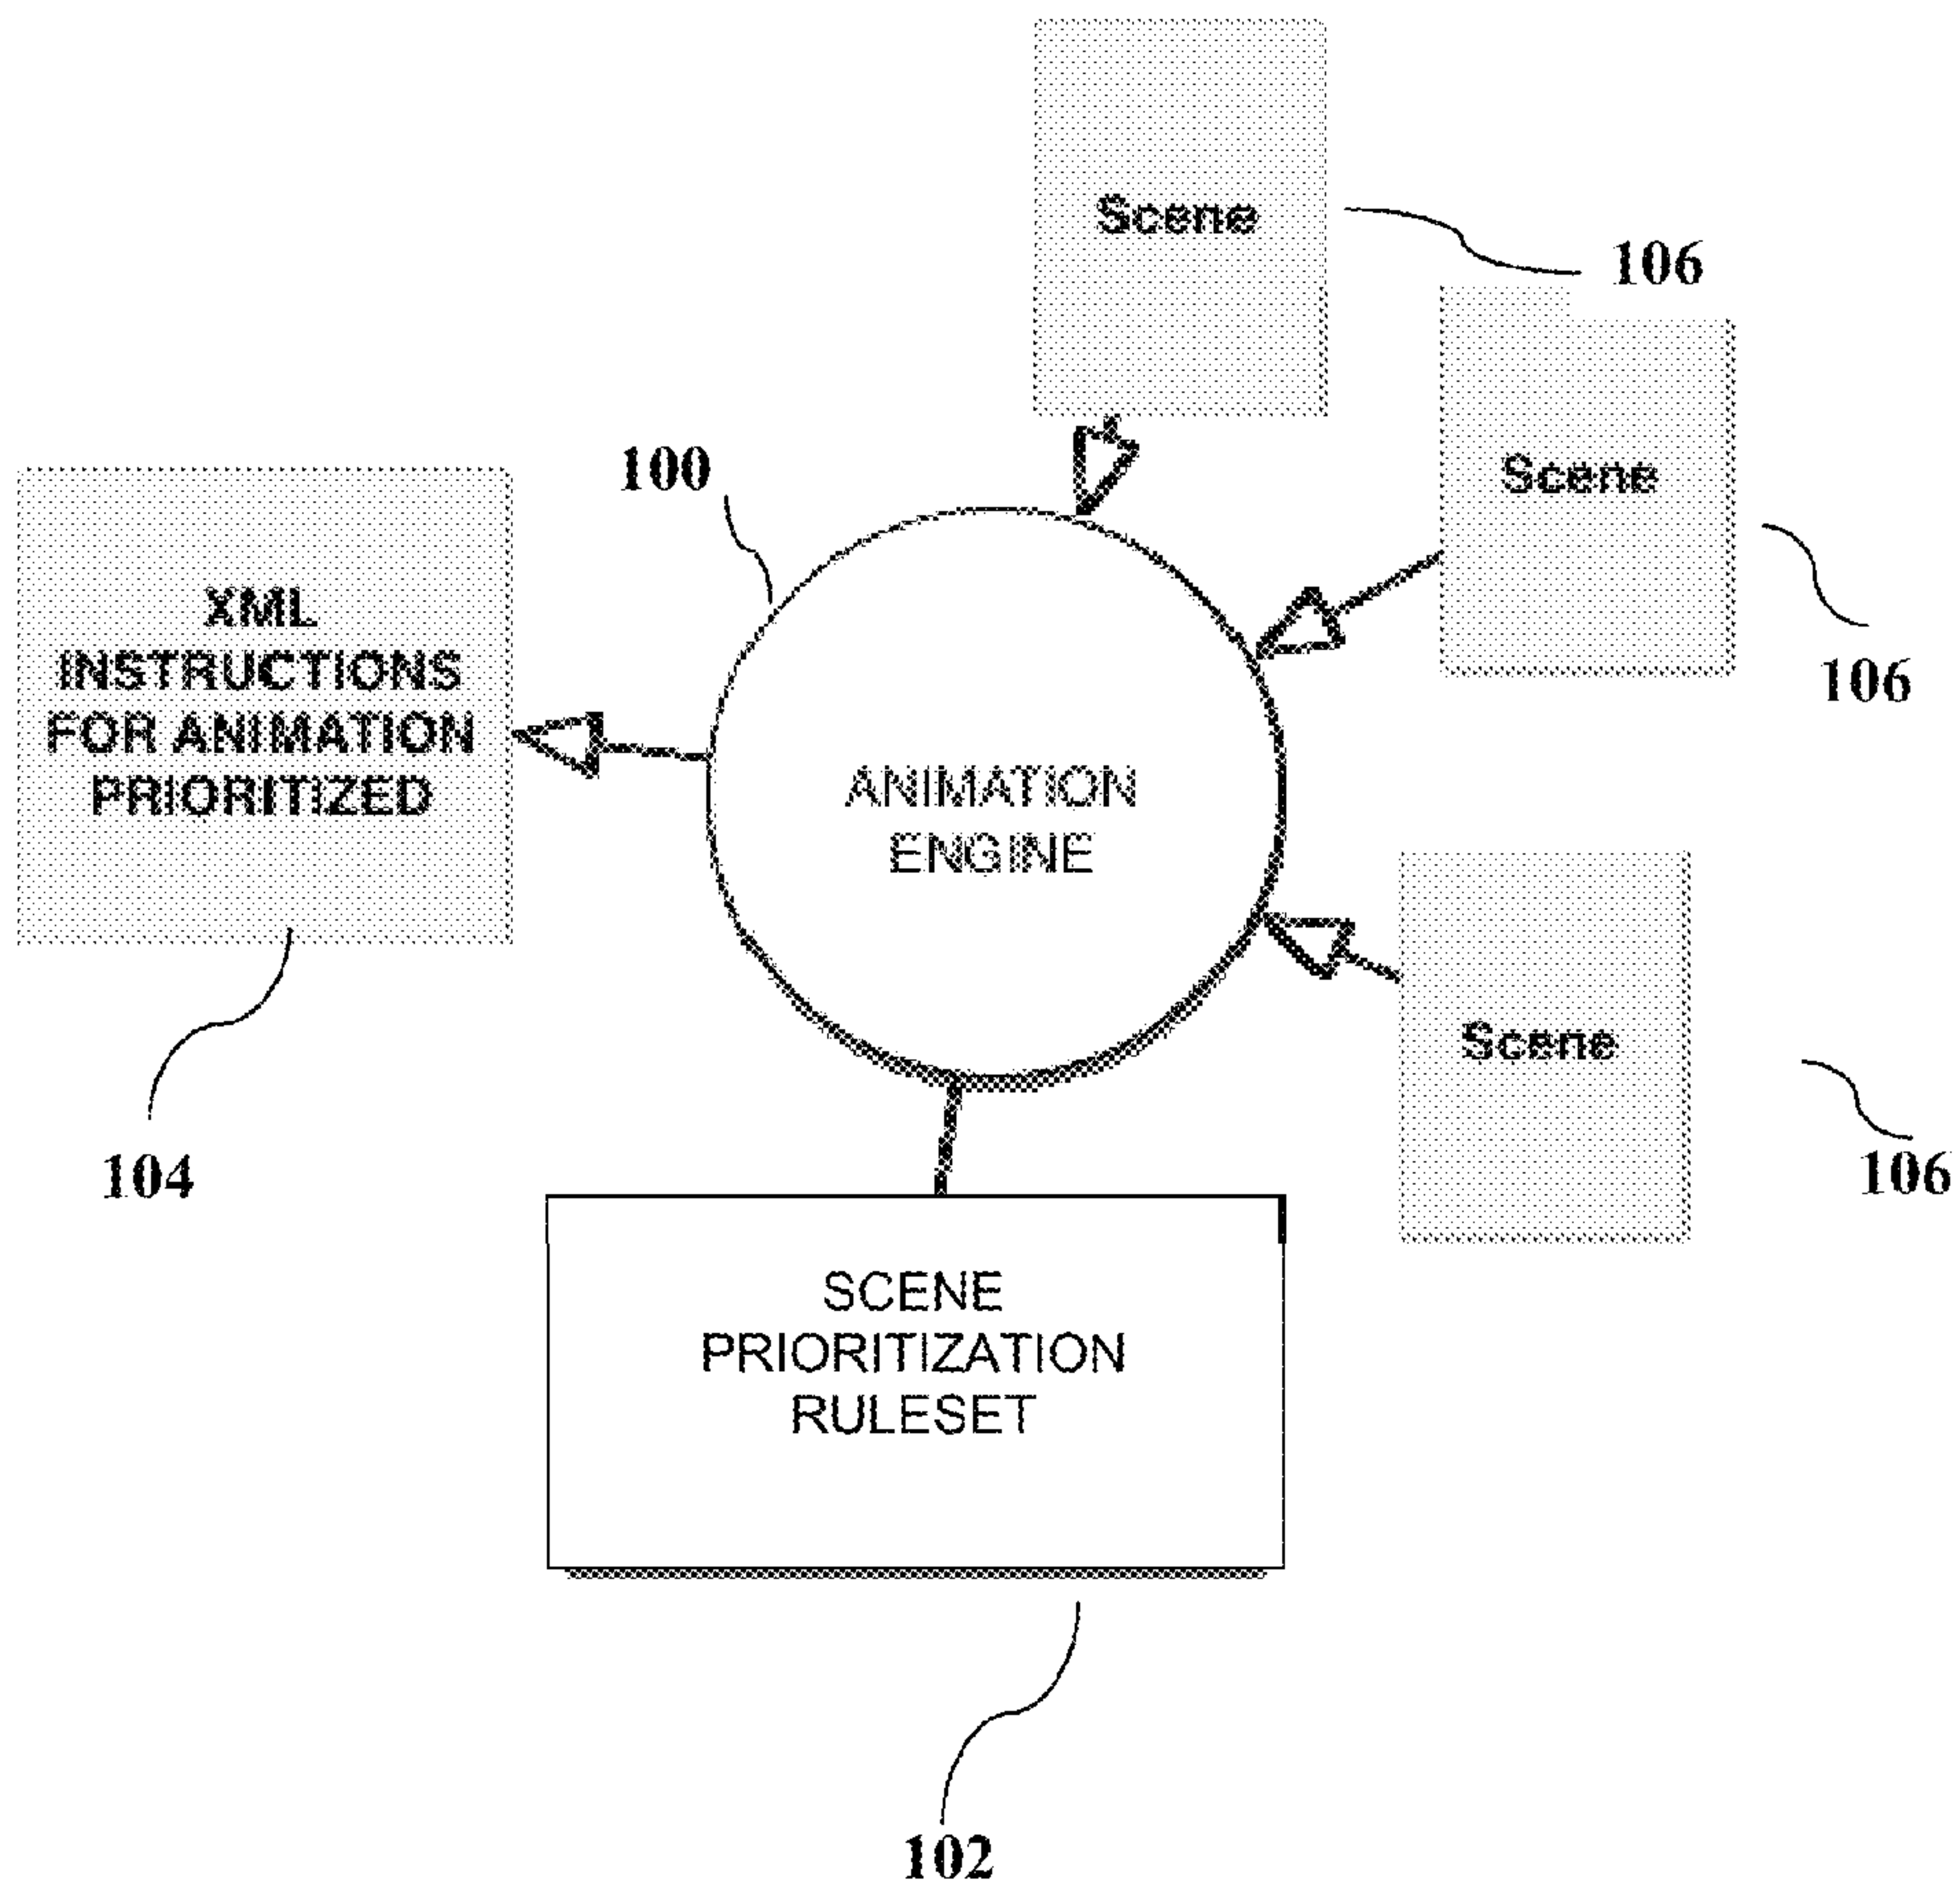 Scene
106
Scene
106
100
XML
INSTRUCTIONS
FOR ANIMATION
PRIORITIZED
104
ANIMATION
ENGINE
Scene
106
SCENE
PRIORITIZATION
RULESET
102